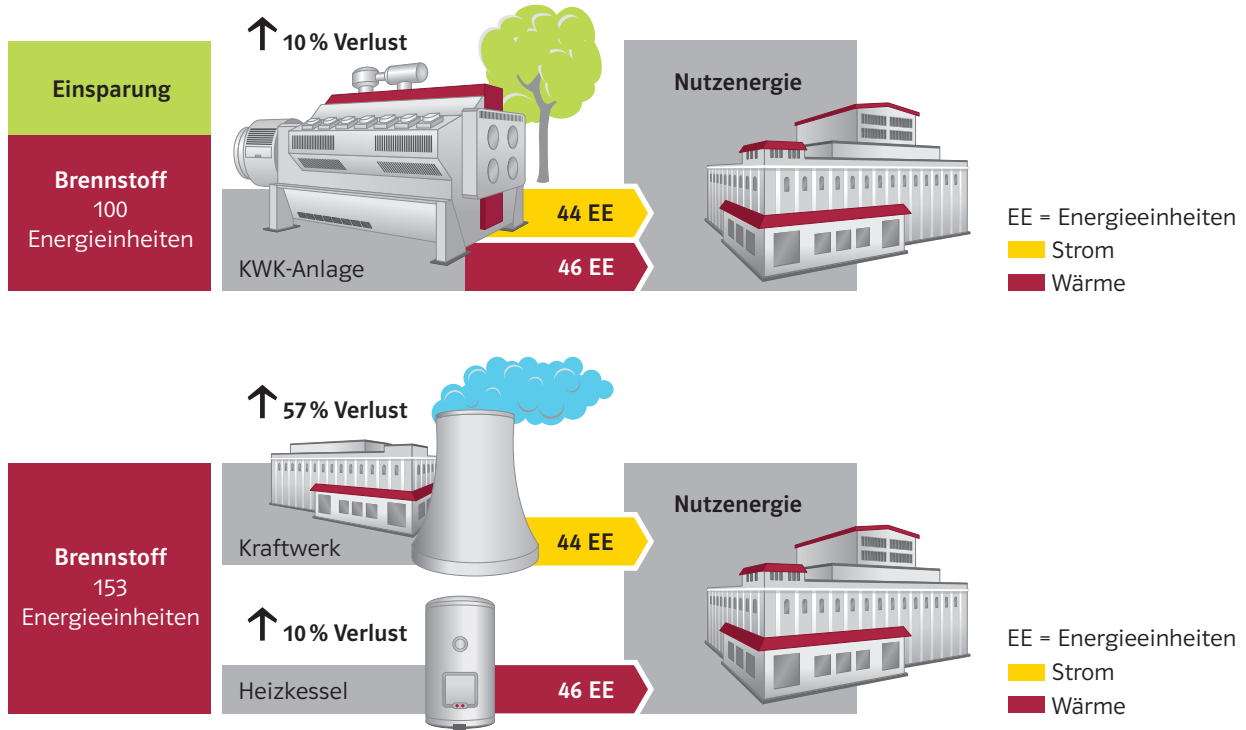 10 % Verlust
Einsparung
Nutzenergie
Brennstoff
100
Energieinheiten
44 EE
46 EE
KWK-Anlage
EE = Energieeinheiten
Strom
Wärme
57 % Verlust
Nutzenergie
Kraftwerk
44 EE
Brennstoff
153
Energieeinheiten
10 % Verlust
Heizkessel
46 EE
EE = Energieeinheiten
Strom
Wärme